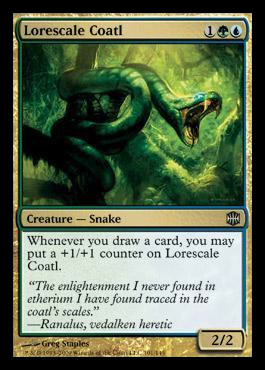 Lorescale Coatl 1
Creature — Snake
Whenever you draw a card, you may
put a +1/+1 counter on Lorescale
Coatl.
"The enlightenment I never found in
etherium I have found traced in the
coatl's scales."
—Ranalus, vedalken heretic
Greg Staples
2/2